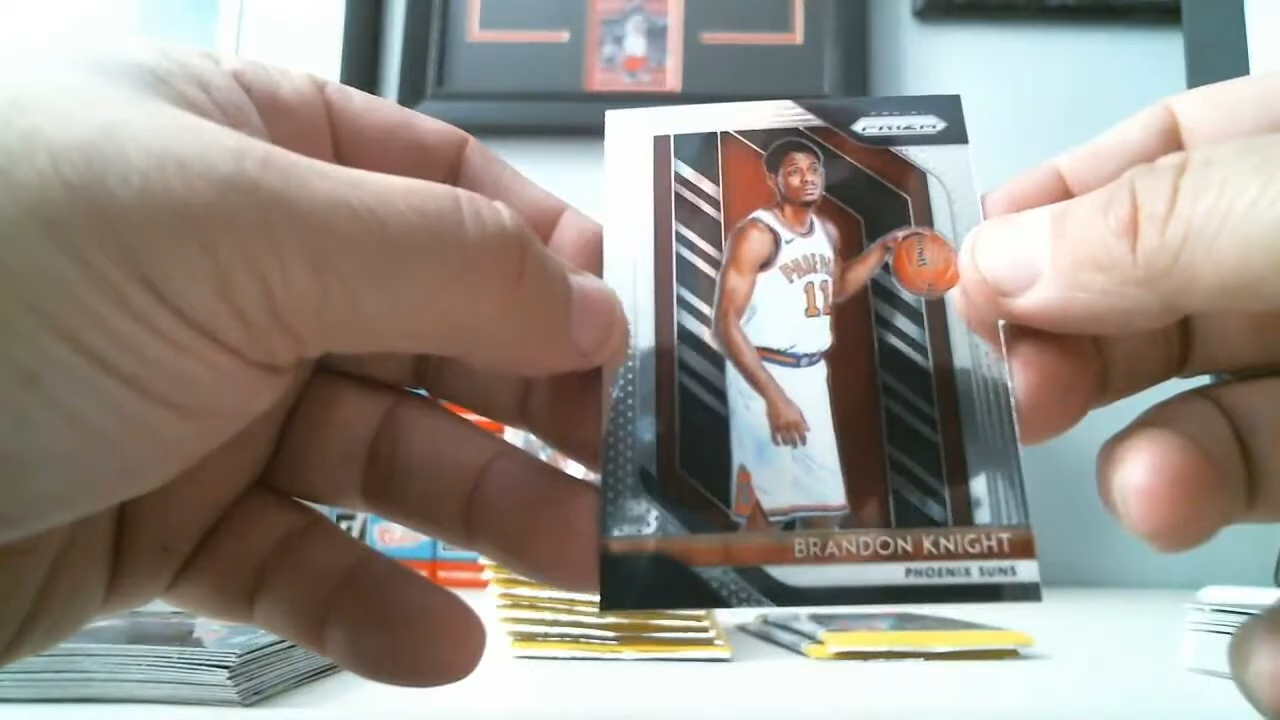 PRIZM
PHOENIX
11
BRANDON KNIGHT
PHOENIX SUNS